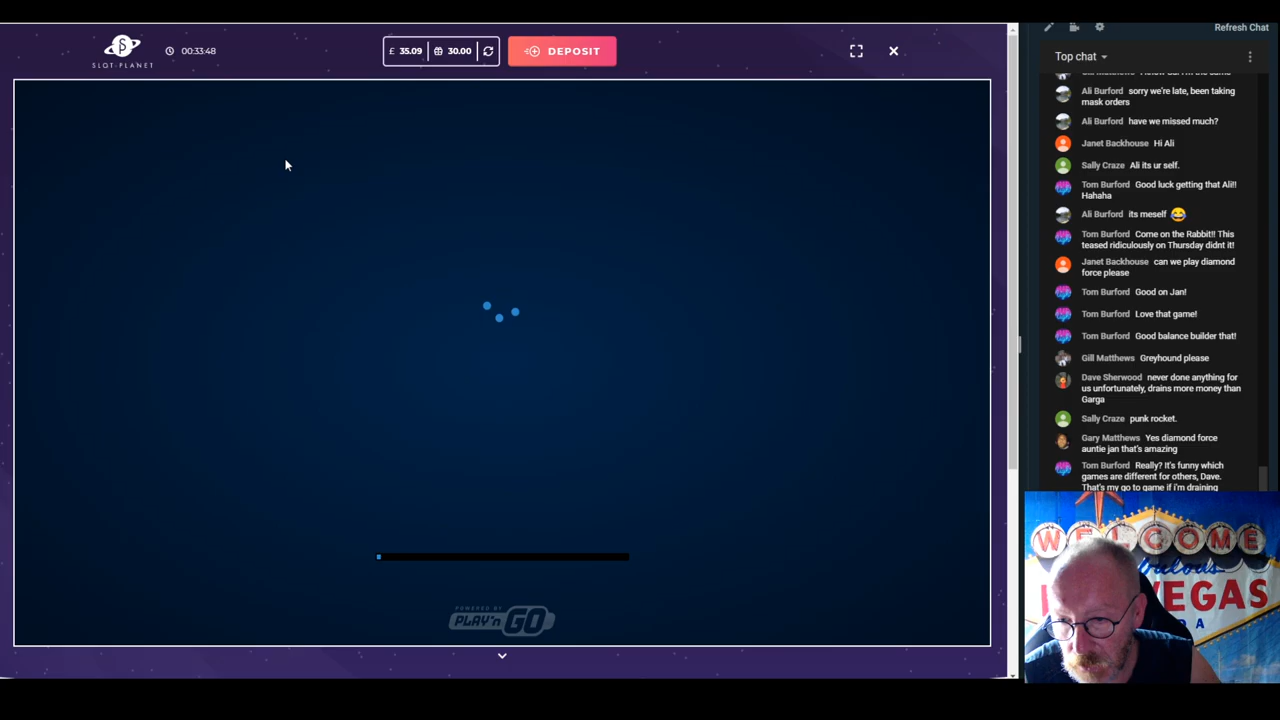 SLOT-PLANET
00:33:48
£ 35.09
30.00
DEPOSIT
POWERED BY
PLAY'n GO
Refresh Chat
Top chat
Ali Burford sorry we're late, been taking
mask orders
Ali Burford have we missed much?
Janet Backhouse Hi Ali
Sally Craze Ali its ur self.
Tom Burford Good luck getting that Ali!!
Hahaha
Ali Burford its meself 😂
Tom Burford Come on the Rabbit!! This
teased ridiculously on Thursday didnt it!
Janet Backhouse can we play diamond
force please
Tom Burford Good on Jan!
Tom Burford Love that game!
Tom Burford Good balance builder that!
Gill Matthews Greyhound please
Dave Sherwood never done anything for
us unfortunately, drains more money than
Garga
Sally Craze punk rocket.
Gary Matthews Yes diamond force
auntie jan that's amazing
Tom Burford Really? It's funny which
games are different for others, Dave.
That's my go to game if i'm draining
WELCOME
VEGAS